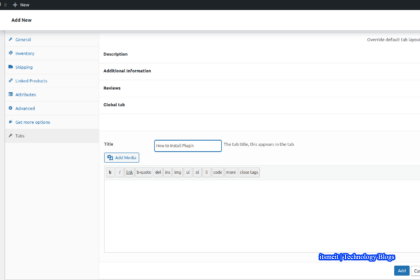 + New
Add New
General
Override default tab layou
Inventory
Description
Shipping
Additional information
Linked Products
Reviews
Attributes
Global tab
Advanced
Get more options
Tabs
Title
How to Install Plugin
The tab title, this appears in the tab
Add Media
b i link b-quote del ins img ul ol li code more close tags
itsmeit - Technology Blogs
Add